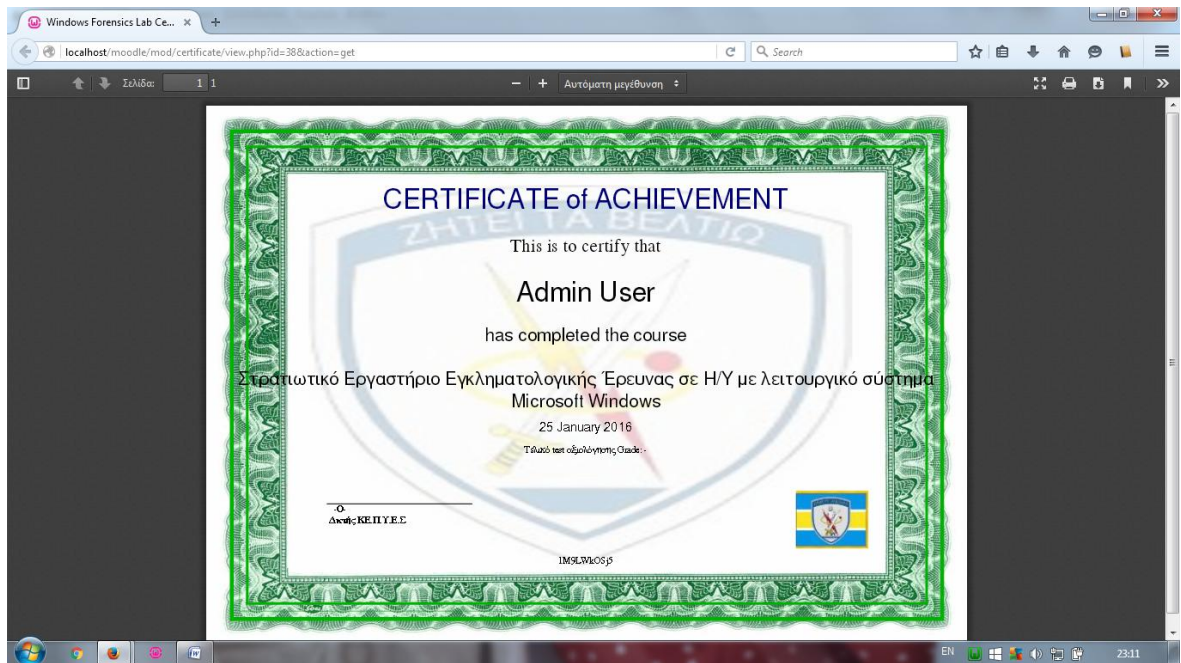 Windows Forensics Lab Ce...
localhost/moodle/mod/certificate/view.php?id=38&action=get
Search
Σελίδα: 1 1
Αυτόματη μεγέθυνση
CERTIFICATE of ACHIEVEMENT
ΖΗΤΕΙ ΤΑ ΒΕΛΤΙΩ
This is to certify that
Admin User
has completed the course
Στρατιωτικό Εργαστήριο Εγκληματολογικής Έρευνας σε Η/Υ με λειτουργικό σύστημα
Microsoft Windows
25 January 2016
Τελικό test αξιολόγησης Grade: -
-Ο-
Δκτής ΚΕ.Π.Υ.Ε.Σ
1M9LWkOSj5
EN 23:11